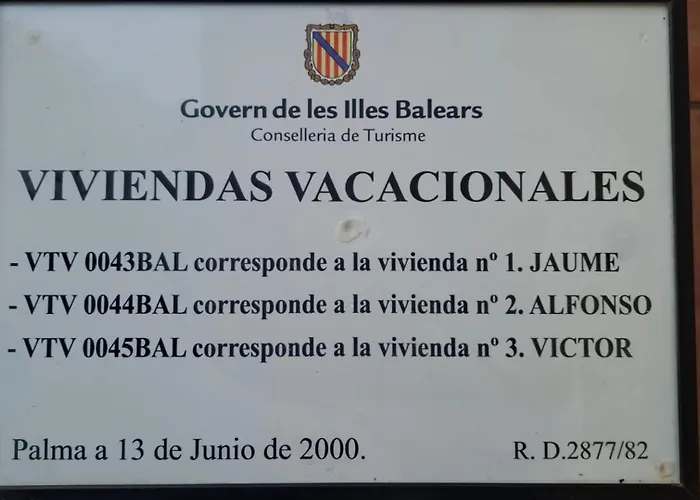 Govern de les Illes Balears
Conselleria de Turisme
VIVIENDAS VACACIONALES
- VTV 0043BAL corresponde a la vivienda nº 1. JAUME
- VTV 0044BAL corresponde a la vivienda nº 2. ALFONSO
- VTV 0045BAL corresponde a la vivienda nº 3. VICTOR
Palma a 13 de Junio de 2000. R. D.2877/82